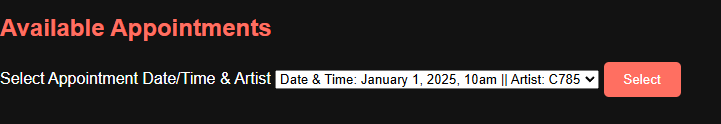 Available Appointments
Select Appointment Date/Time & Artist Date & Time: January 1, 2025, 10am || Artist: C785 Select